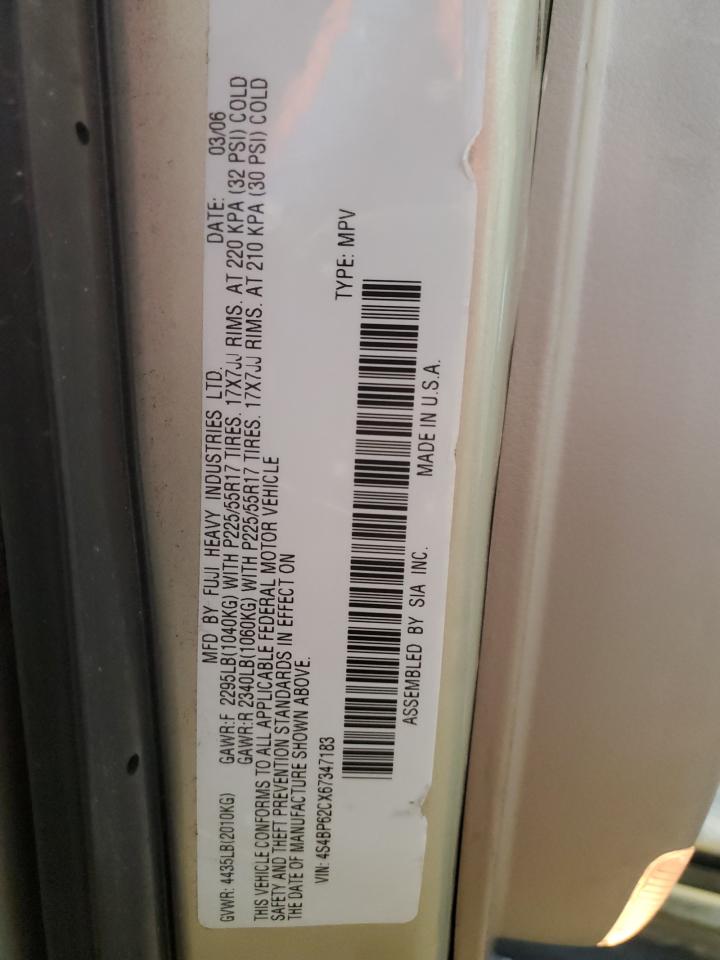 MFD BY FUJI HEAVY INDUSTRIES LTD. DATE: 03/06
GVWR: 4435LB(2010KG) GAWR:F 2295LB(1040KG) WITH P225/55R17 TIRES. 17X7JJ RIMS. AT 220 KPA (32 PSI) COLD
GAWR:R 2340LB(1060KG) WITH P225/55R17 TIRES. 17X7JJ RIMS. AT 210 KPA (30 PSI) COLD
THIS VEHICLE CONFORMS TO ALL APPLICABLE FEDERAL MOTOR VEHICLE
SAFETY AND THEFT PREVENTION STANDARDS IN EFFECT ON
THE DATE OF MANUFACTURE SHOWN ABOVE.
VIN: 4S4BP62CX67347183 TYPE: MPV
ASSEMBLED BY SIA INC. MADE IN U.S.A.